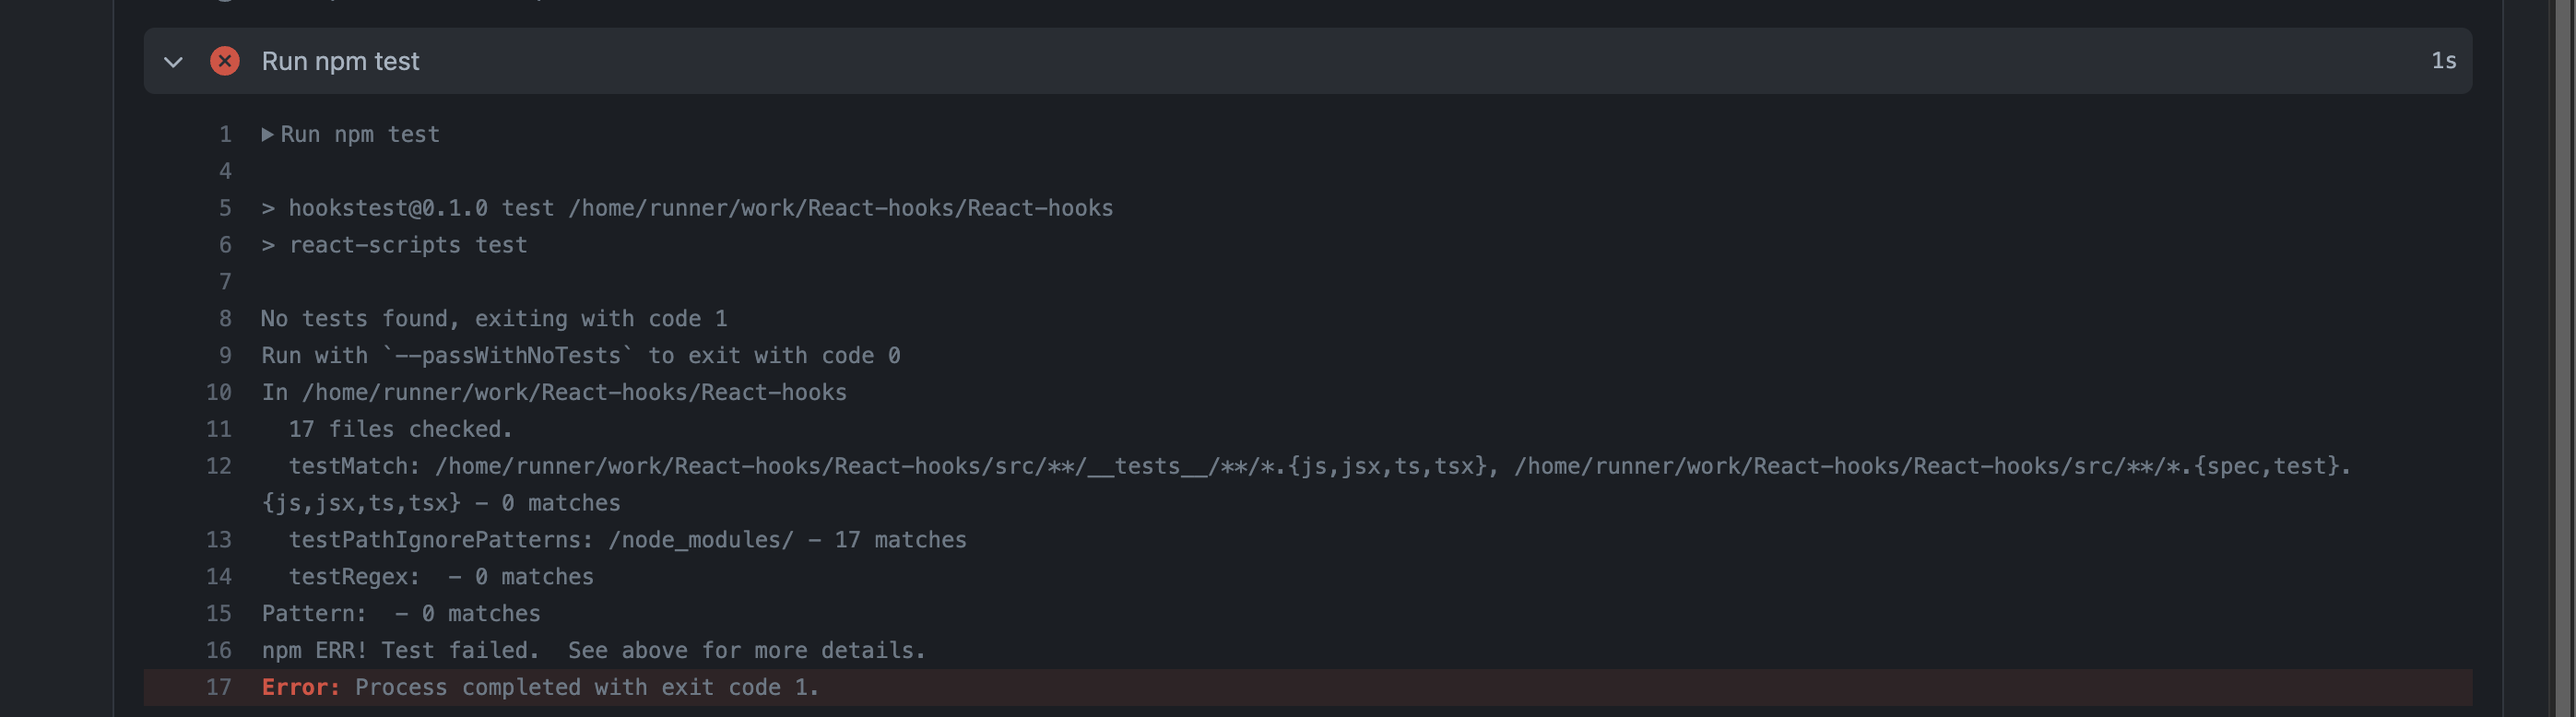 Run npm test
1s
1 Run npm test
4
5 > hookstest@0.1.0 test /home/runner/work/React-hooks/React-hooks
6 > react-scripts test
7
8 No tests found, exiting with code 1
9 Run with `--passWithNoTests` to exit with code 0
10 In /home/runner/work/React-hooks/React-hooks
11 17 files checked.
12 testMatch: /home/runner/work/React-hooks/React-hooks/src/**/__tests__/**/*.{js,jsx,ts,tsx}, /home/runner/work/React-hooks/React-hooks/src/**/*.{spec,test}.
{js,jsx,ts,tsx} - 0 matches
13 testPathIgnorePatterns: /node_modules/ - 17 matches
14 testRegex:  - 0 matches
15 Pattern:  - 0 matches
16 npm ERR! Test failed.  See above for more details.
17 Error: Process completed with exit code 1.